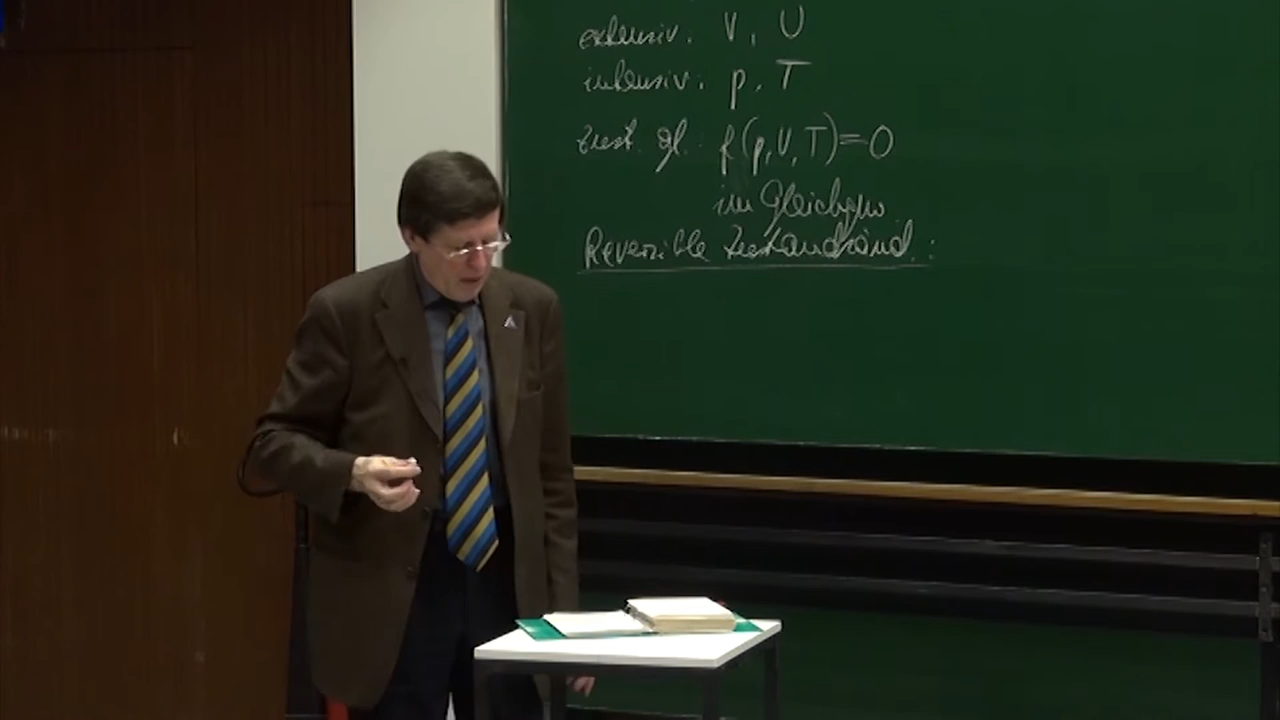 extensiv: V, U
intensiv: p, T
Zust. gl. f(p,V,T)=0
im Gleichgew
Reversible Zustandsänd.: